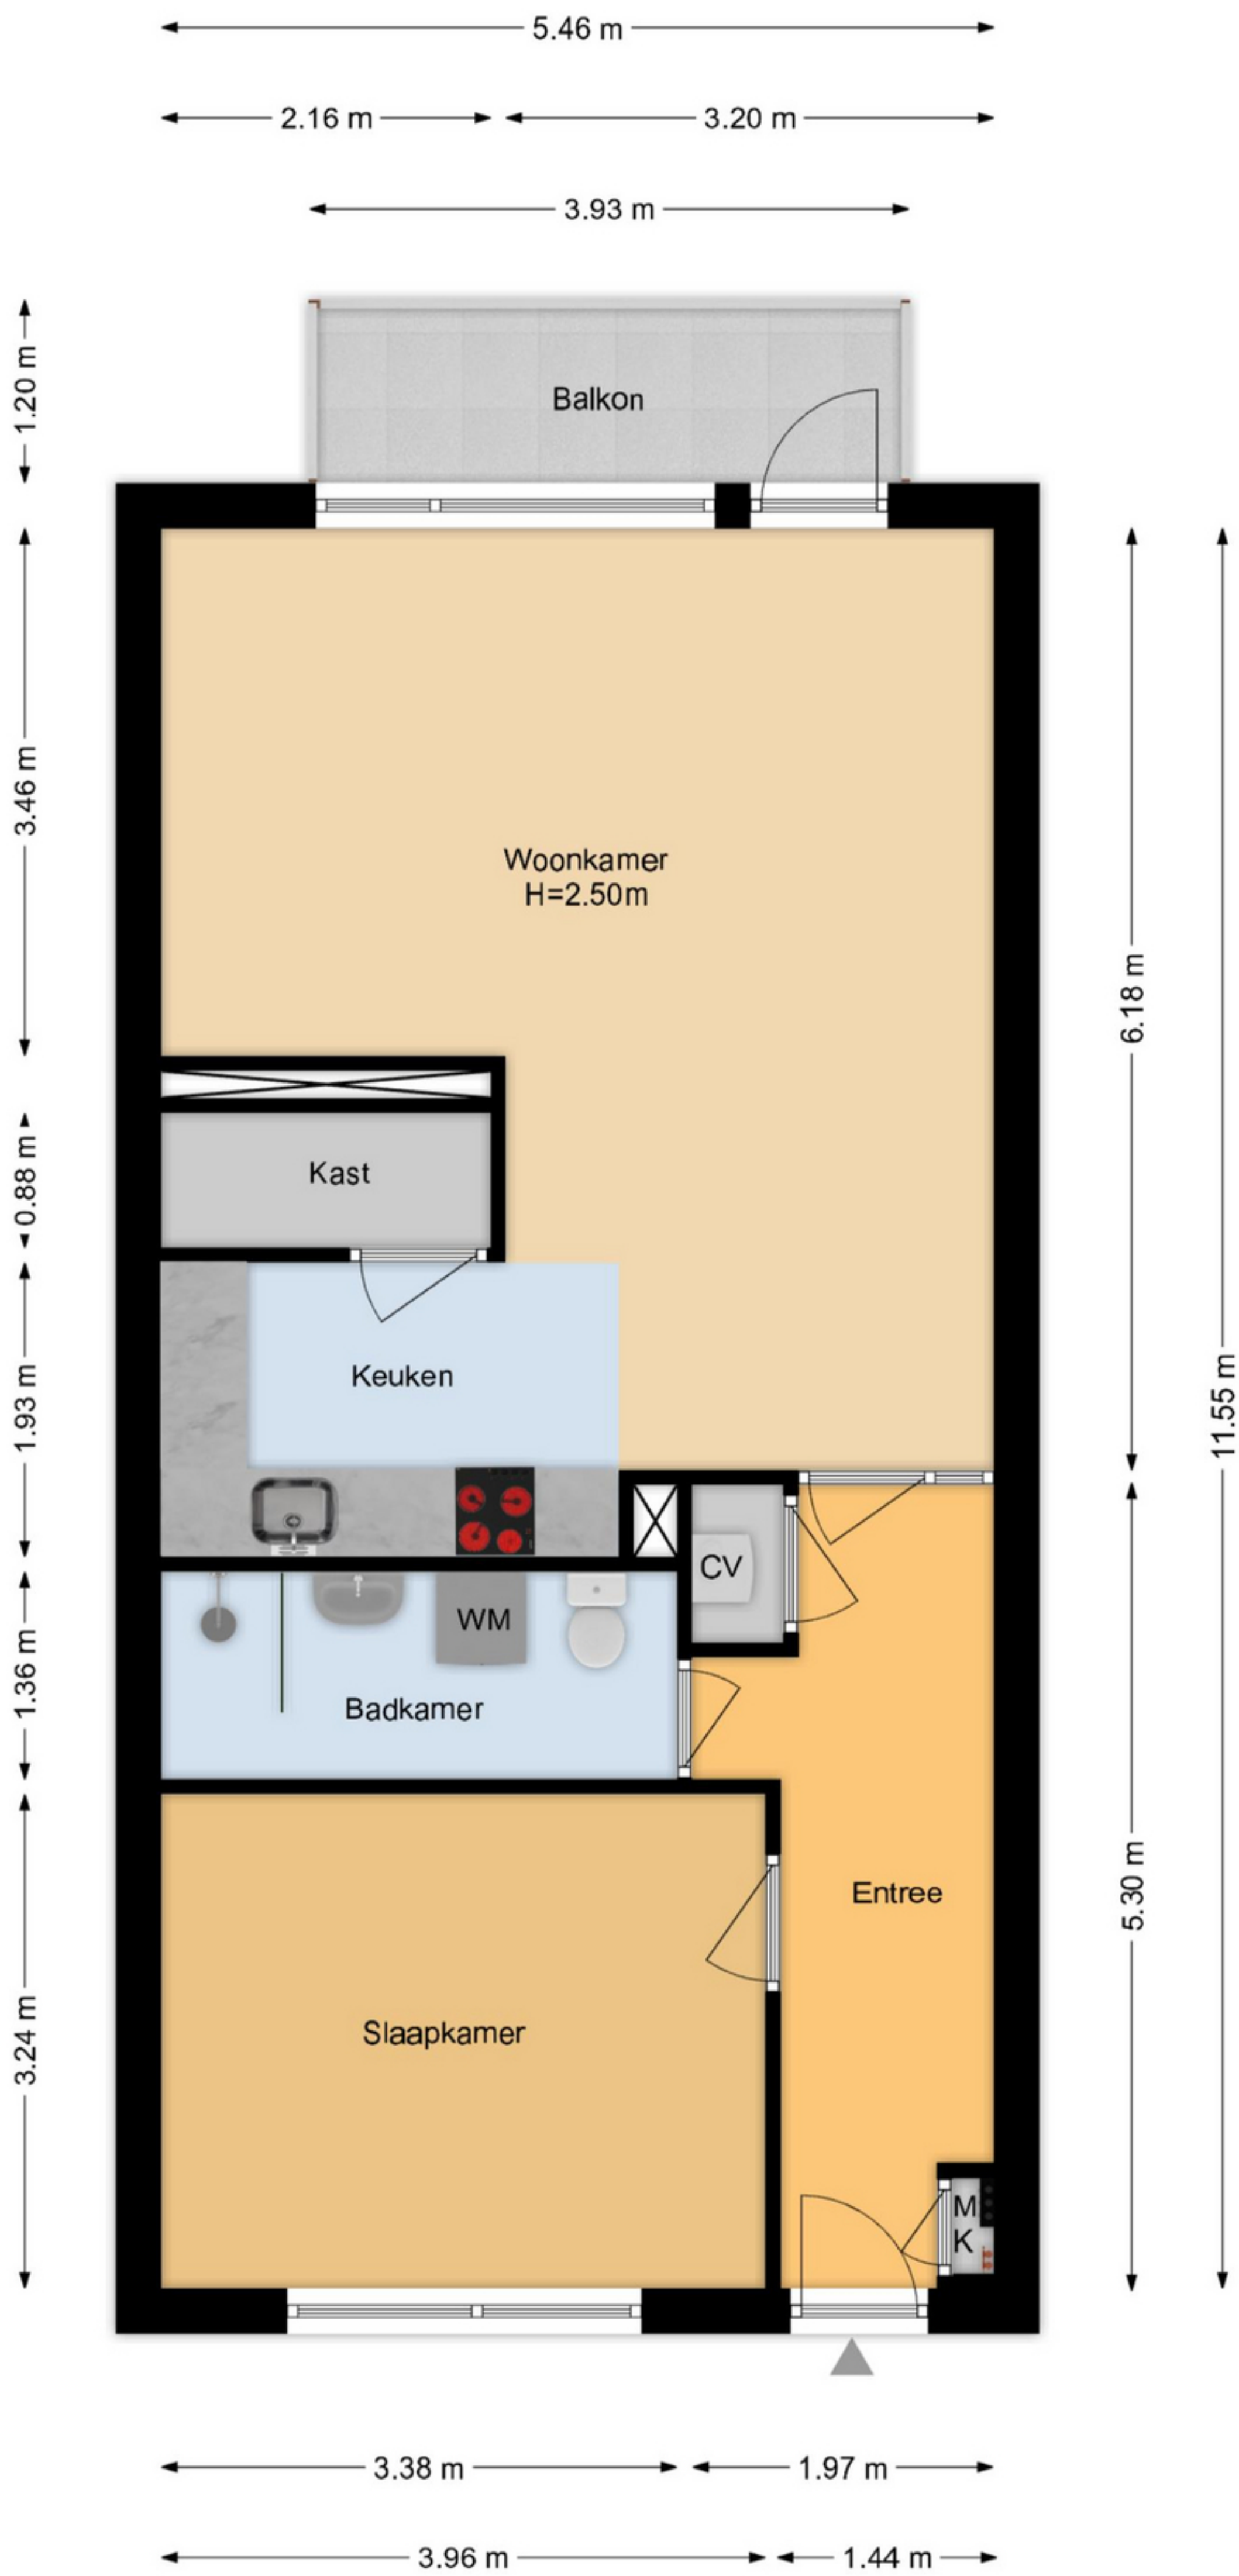 5.46 m
2.16 m
3.20 m
3.93 m
1.20 m
Balkon
3.46 m
Woonkamer
H=2.50m
6.18 m
0.88 m
Kast
11.55 m
1.93 m
Keuken
CV
1.36 m
WM
Badkamer
5.30 m
Entree
3.24 m
Slaapkamer
M
K
3.38 m
1.97 m
3.96 m
1.44 m